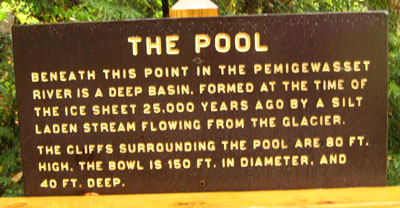 THE POOL
BENEATH THIS POINT IN THE PEMIGEWASSET
RIVER IS A DEEP BASIN, FORMED AT THE TIME OF
THE ICE SHEET 25,000 YEARS AGO BY A SILT
LADEN STREAM FLOWING FROM THE GLACIER.
THE CLIFFS SURROUNDING THE POOL ARE 80 FT.
HIGH, THE BOWL IS 150 FT. IN DIAMETER, AND
40 FT. DEEP.